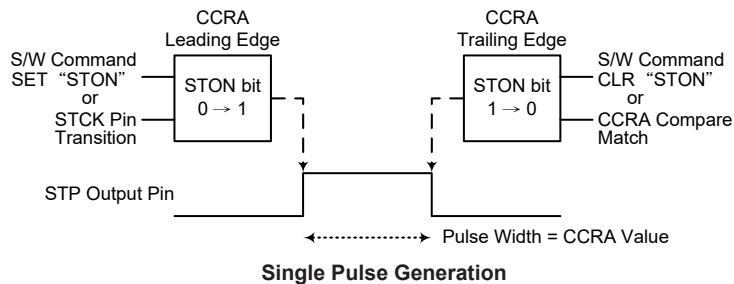 CCRA
Leading Edge
S/W Command
SET “STON”
or
STCK Pin
Transition
STON bit
0 → 1
CCRA
Trailing Edge
STON bit
1 → 0
S/W Command
CLR “STON”
or
CCRA Compare
Match
STP Output Pin
Pulse Width = CCRA Value
Single Pulse Generation